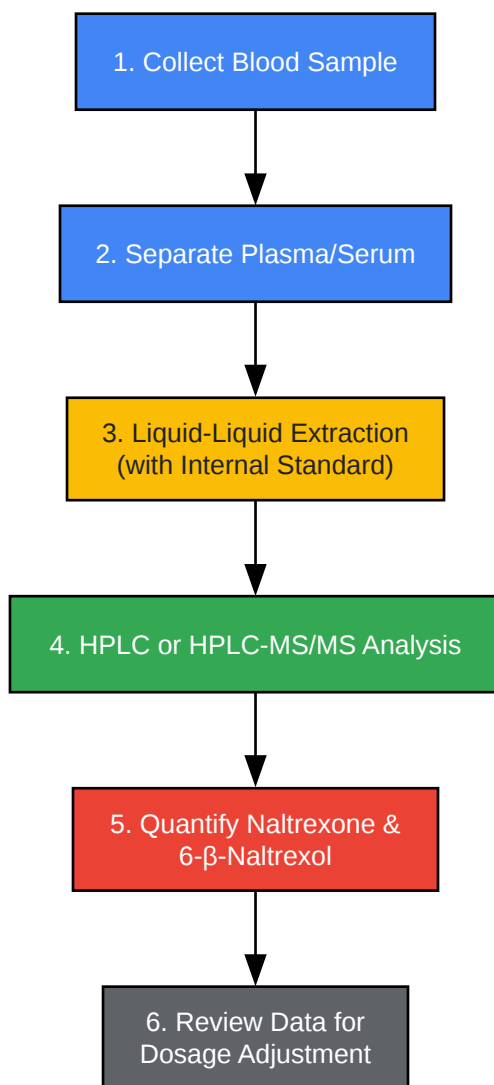 1. Collect Blood Sample
2. Separate Plasma/Serum
3. Liquid-Liquid Extraction
(with Internal Standard)
4. HPLC or HPLC-MS/MS Analysis
5. Quantify Naltrexone &
6-β-Naltrexol
6. Review Data for
Dosage Adjustment